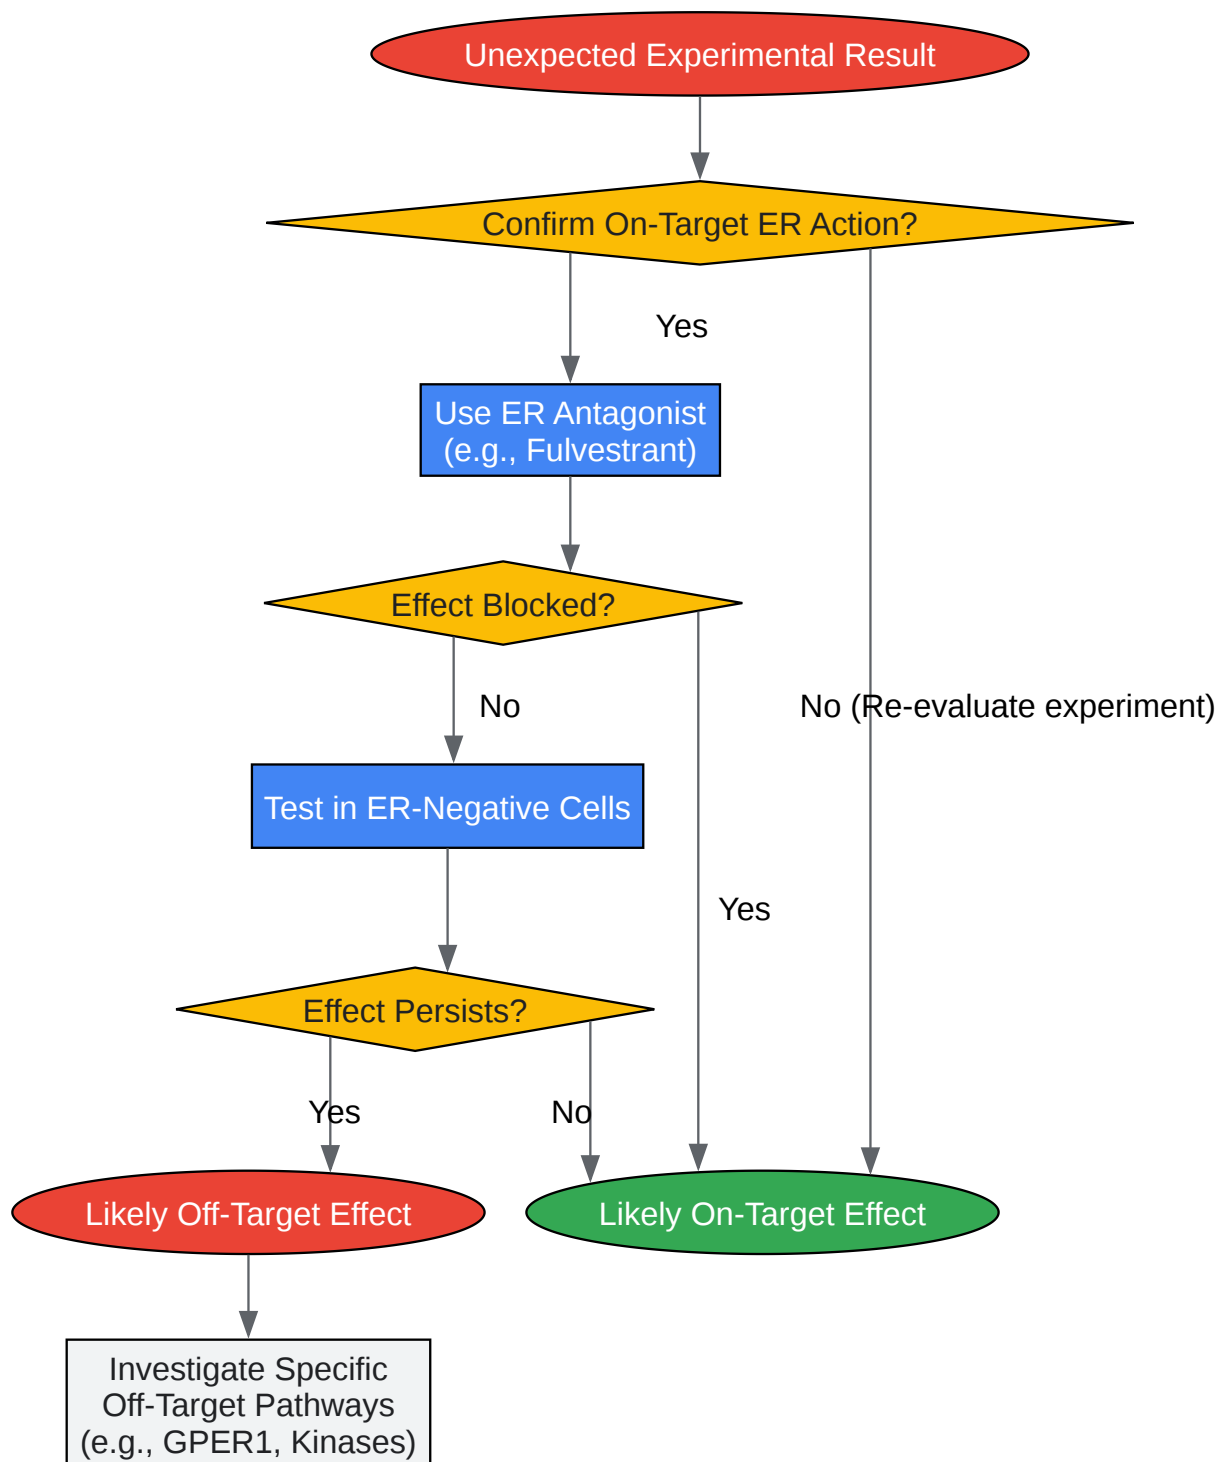 Unexpected Experimental Result
Confirm On-Target ER Action?
Yes
Use ER Antagonist
(e.g., Fulvestrant)
Effect Blocked?
No
No (Re-evaluate experiment)
Test in ER-Negative Cells
Yes
Effect Persists?
Yes
No
Likely Off-Target Effect
Likely On-Target Effect
Investigate Specific
Off-Target Pathways
(e.g., GPER1, Kinases)